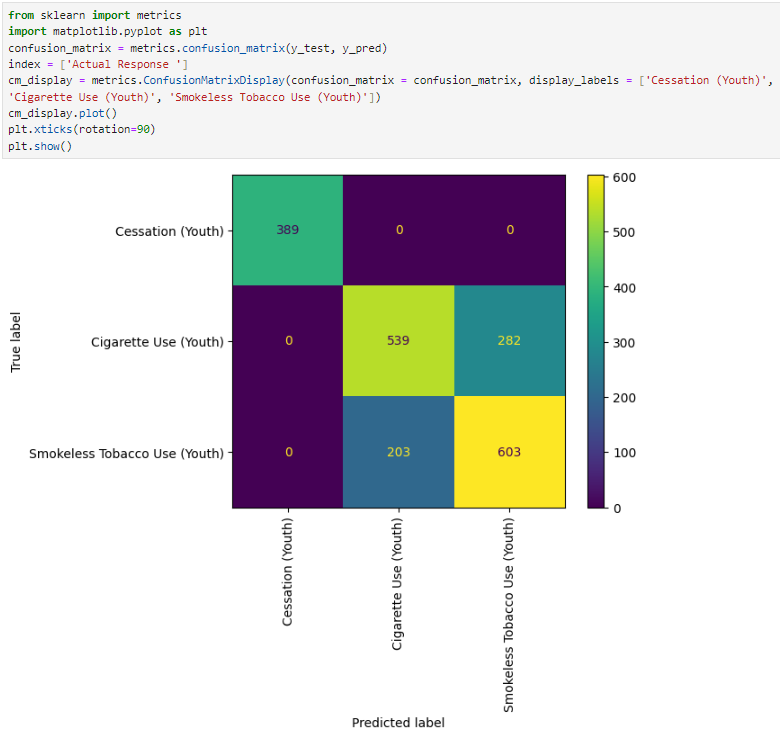 from sklearn import metrics
import matplotlib.pyplot as plt
confusion_matrix = metrics.confusion_matrix(y_test, y_pred)
index = ['Actual Response ']
cm_display = metrics.ConfusionMatrixDisplay(confusion_matrix = confusion_matrix, display_labels = ['Cessation (Youth)',
'Cigarette Use (Youth)', 'Smokeless Tobacco Use (Youth)'])
cm_display.plot()
plt.xticks(rotation=90)
plt.show()
True label
Cessation (Youth) 389 0 0
Cigarette Use (Youth) 0 539 282
Smokeless Tobacco Use (Youth) 0 203 603
Cessation (Youth)
Cigarette Use (Youth)
Smokeless Tobacco Use (Youth)
Predicted label
600
500
400
300
200
100
0